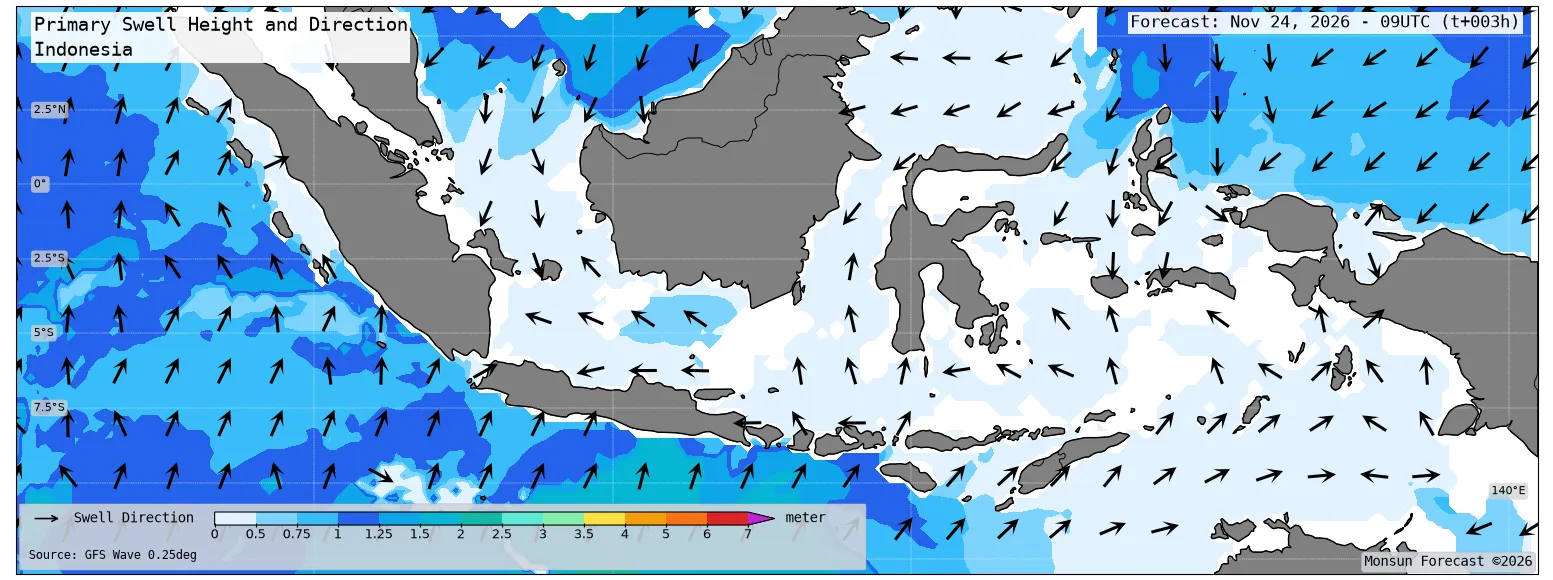 Primary Swell Height and Direction
Indonesia
Forecast: Nov 24, 2026 - 09UTC (t+003h)
2.5°N
0°
2.5°S
5°S
7.5°S
140°E
Swell Direction
0 0.5 0.75 1 1.25 1.5 2 2.5 3 3.5 4 5 6 7
meter
Source: GFS Wave 0.25deg
Monsun Forecast ©2026